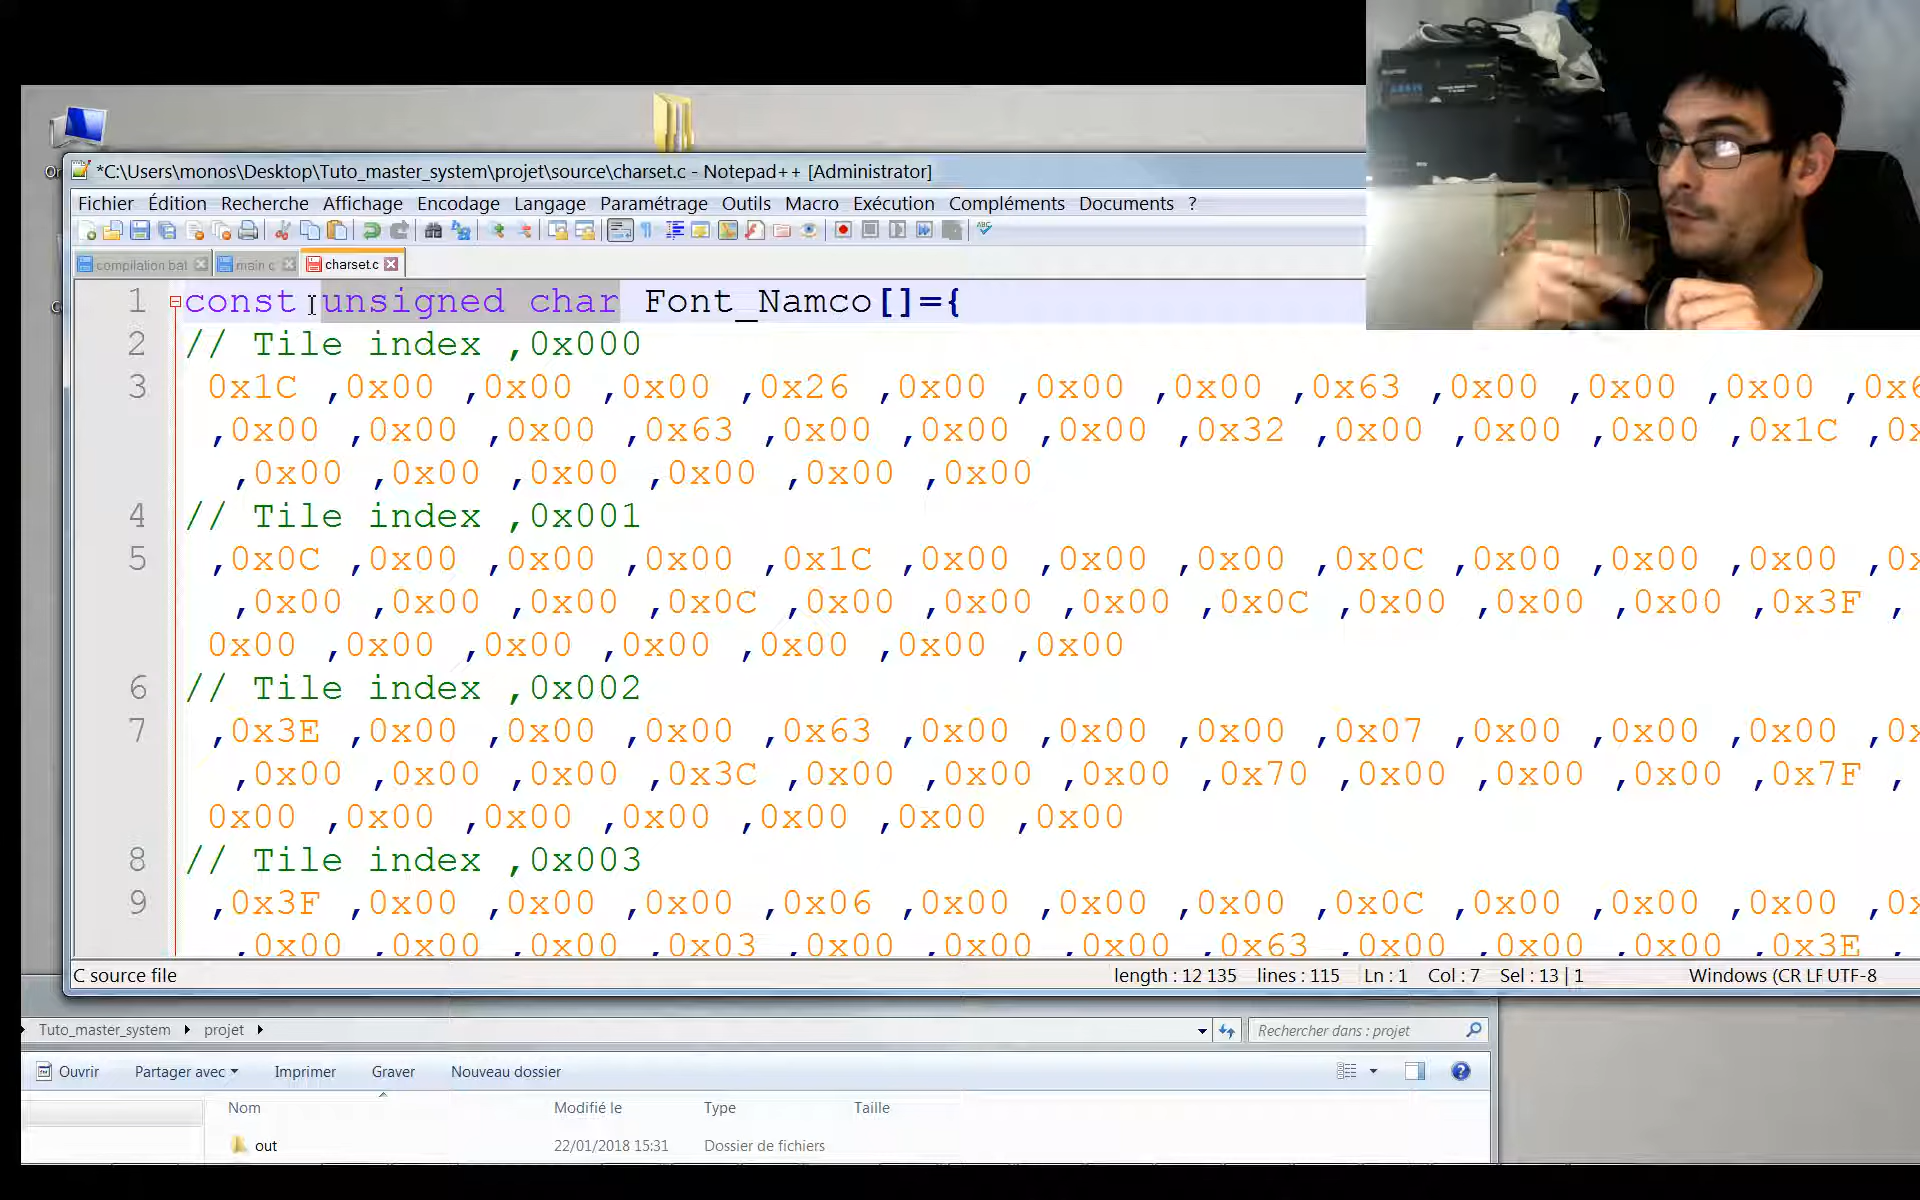 *C:\Users\monos\Desktop\Tuto_master_system\projet\source\charset.c - Notepad++ [Administrator]
Fichier Édition Recherche Affichage Encodage Langage Paramétrage Outils Macro Exécution Compléments Documents ?
compilation bat main c charset.c
1 const unsigned char Font_Namco[]={
2 // Tile index ,0x000
3 0x1C ,0x00 ,0x00 ,0x00 ,0x26 ,0x00 ,0x00 ,0x00 ,0x63 ,0x00 ,0x00 ,0x00 ,0x6
,0x00 ,0x00 ,0x00 ,0x63 ,0x00 ,0x00 ,0x00 ,0x32 ,0x00 ,0x00 ,0x00 ,0x1C ,0x
,0x00 ,0x00 ,0x00 ,0x00 ,0x00 ,0x00
4 // Tile index ,0x001
5 ,0x0C ,0x00 ,0x00 ,0x00 ,0x1C ,0x00 ,0x00 ,0x00 ,0x0C ,0x00 ,0x00 ,0x00 ,0x
,0x00 ,0x00 ,0x00 ,0x0C ,0x00 ,0x00 ,0x00 ,0x0C ,0x00 ,0x00 ,0x00 ,0x3F ,
0x00 ,0x00 ,0x00 ,0x00 ,0x00 ,0x00 ,0x00
6 // Tile index ,0x002
7 ,0x3E ,0x00 ,0x00 ,0x00 ,0x63 ,0x00 ,0x00 ,0x00 ,0x07 ,0x00 ,0x00 ,0x00 ,0x
,0x00 ,0x00 ,0x00 ,0x3C ,0x00 ,0x00 ,0x00 ,0x70 ,0x00 ,0x00 ,0x00 ,0x7F ,
0x00 ,0x00 ,0x00 ,0x00 ,0x00 ,0x00 ,0x00
8 // Tile index ,0x003
9 ,0x3F ,0x00 ,0x00 ,0x00 ,0x06 ,0x00 ,0x00 ,0x00 ,0x0C ,0x00 ,0x00 ,0x00 ,0x
,0x00 ,0x00 ,0x00 ,0x03 ,0x00 ,0x00 ,0x00 ,0x63 ,0x00 ,0x00 ,0x00 ,0x3E ,
C source file length : 12 135 lines : 115 Ln : 1 Col : 7 Sel : 13 | 1 Windows (CR LF UTF-8
Tuto_master_system projet Rechercher dans : projet
Ouvrir Partager avec Imprimer Graver Nouveau dossier
Nom Modifié le Type Taille
out 22/01/2018 15:31 Dossier de fichiers